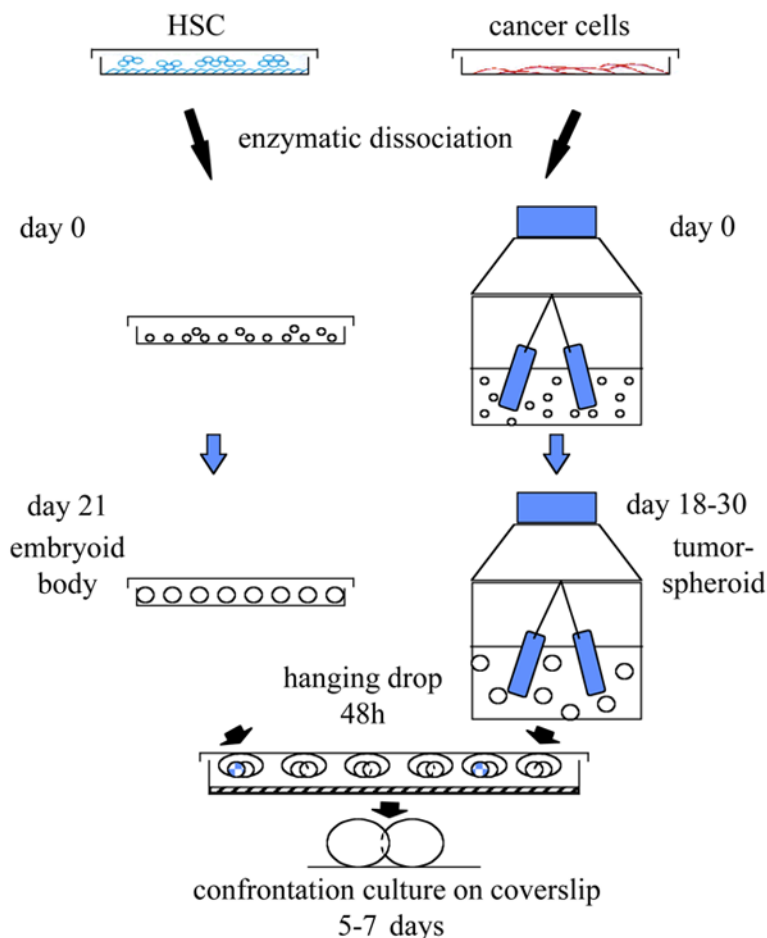 HSC
cancer cells
enzymatic dissociation
day 0
day 0
day 21
embryoid
body
day 18-30
tumor-
spheroid
hanging drop
48h
confrontation culture on coverslip
5-7 days